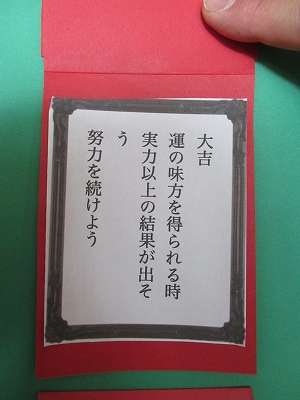 大吉
運の味方を得られる時
実力以上の結果が出そ
う
努力を続けよう